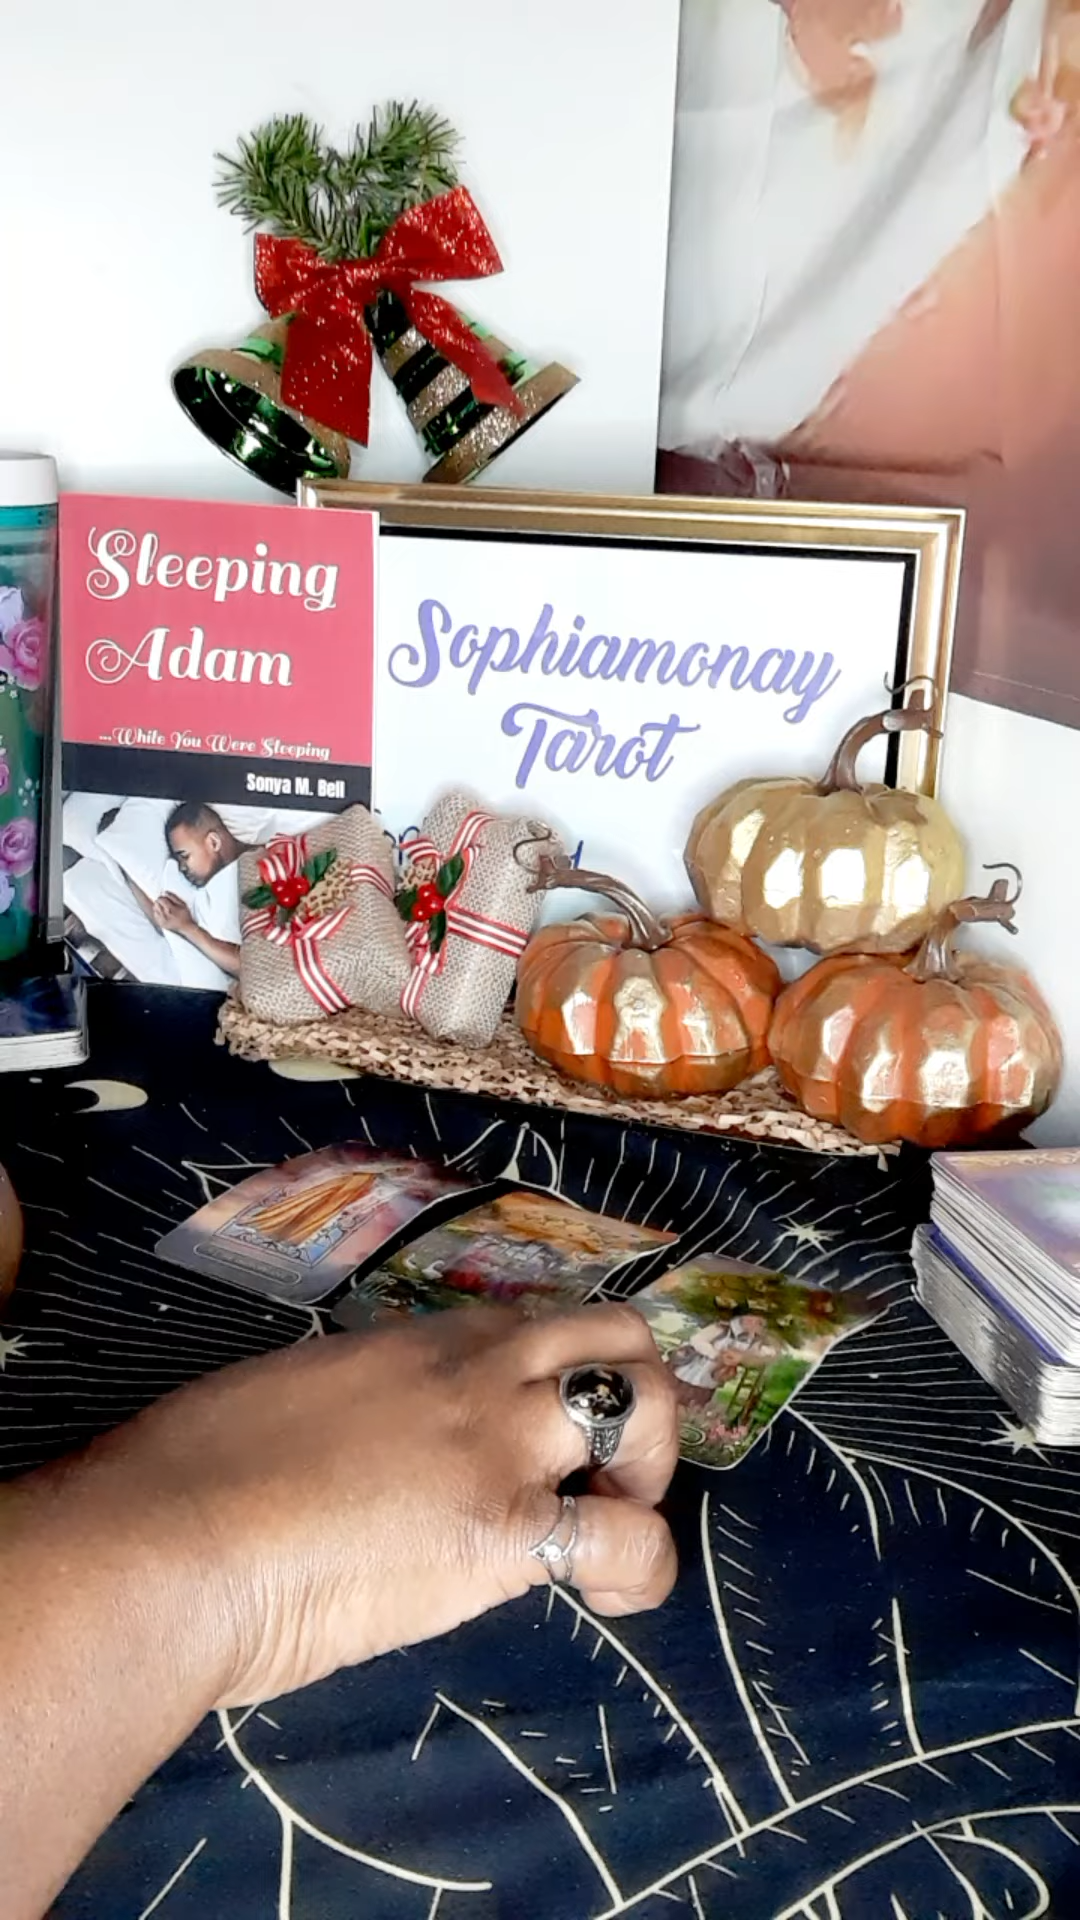 Sleeping
Adam
...While You Were Sleeping
Sonya M. Bell
Sophiamonay
Tarot